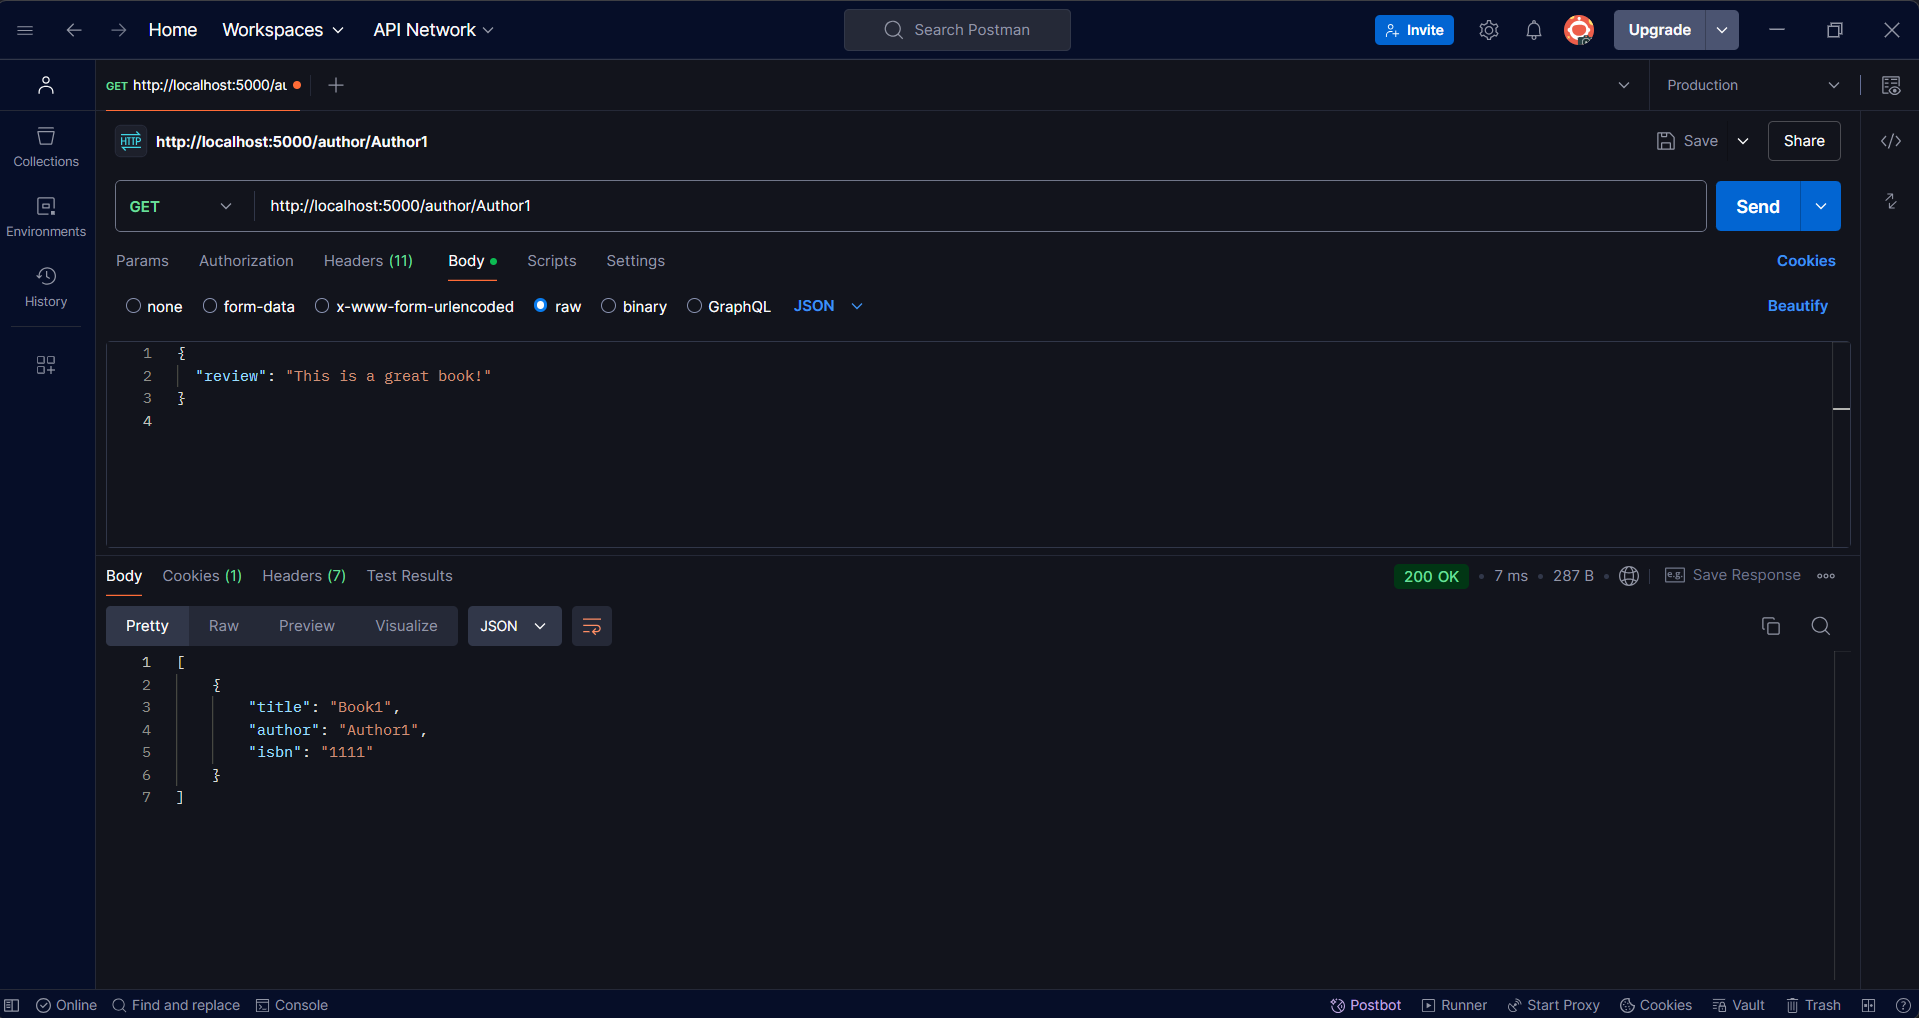 Home Workspaces API Network Search Postman Invite Upgrade
GET http://localhost:5000/au Production
HTTP http://localhost:5000/author/Author1 Save Share
GET http://localhost:5000/author/Author1 Send
Params Authorization Headers (11) Body Scripts Settings Cookies
none form-data x-www-form-urlencoded raw binary GraphQL JSON Beautify
Collections
Environments
History
1 {
2 "review": "This is a great book!"
3 }
4
Body Cookies (1) Headers (7) Test Results 200 OK 7 ms 287 B e.g. Save Response
Pretty Raw Preview Visualize JSON
1 [
2 {
3 "title": "Book1",
4 "author": "Author1",
5 "isbn": "1111"
6 }
7 ]
Online Find and replace Console Postbot Runner Start Proxy Cookies Vault Trash